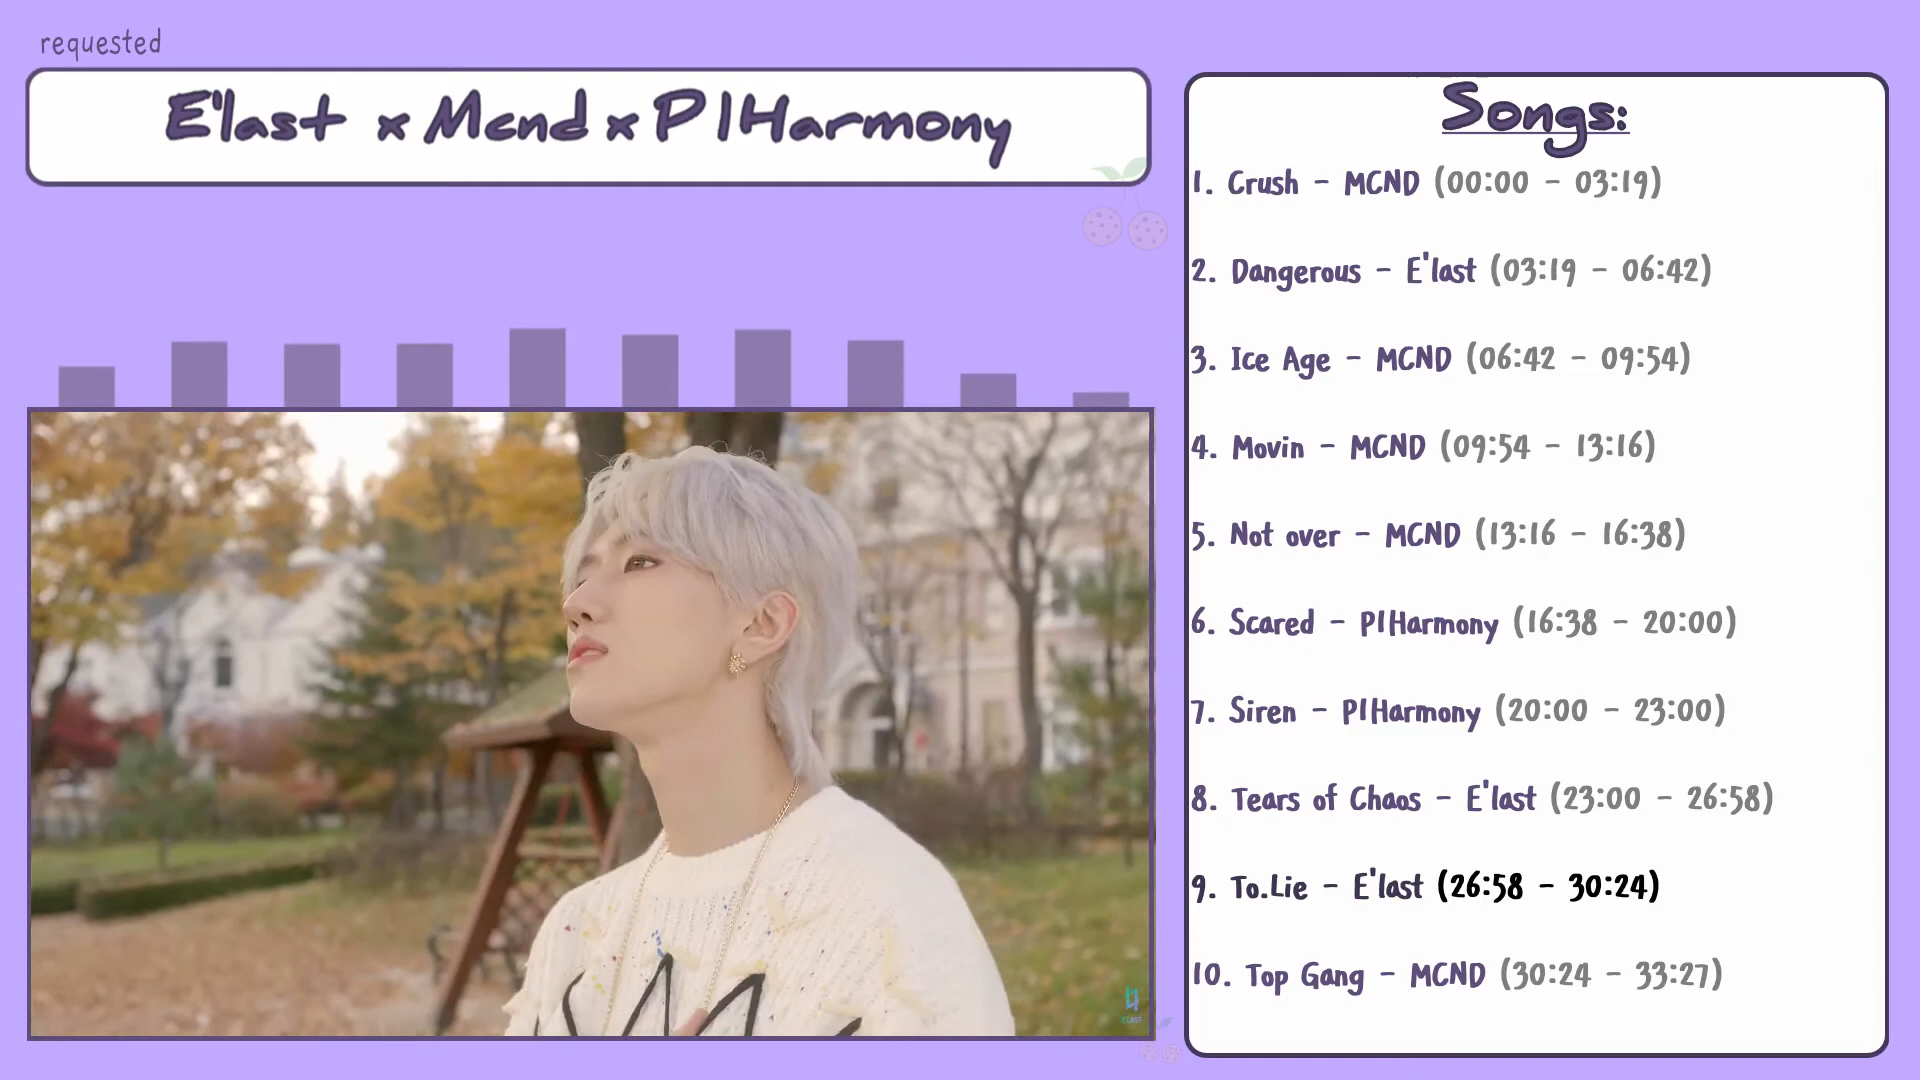 requested
E'last x Mcnd x P1Harmony
Songs:
1. Crush - MCND (00:00 - 03:19)
2. Dangerous - E'last (03:19 - 06:42)
3. Ice Age - MCND (06:42 - 09:54)
4. Movin - MCND (09:54 - 13:16)
5. Not over - MCND (13:16 - 16:38)
6. Scared - P1Harmony (16:38 - 20:00)
7. Siren - P1Harmony (20:00 - 23:00)
8. Tears of Chaos - E'last (23:00 - 26:58)
9. To.Lie - E'last (26:58 - 30:24)
10. Top Gang - MCND (30:24 - 33:27)